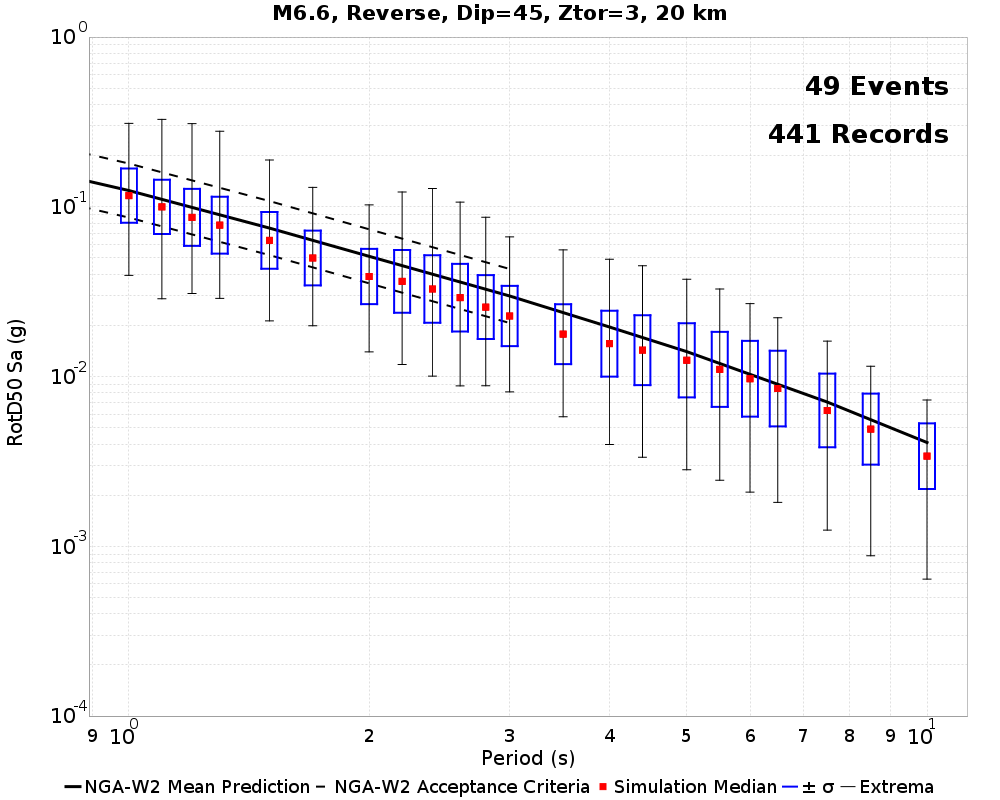 M6.6, Reverse, Dip=45, Ztor=3, 20 km
49 Events
441 Records
RotD50 Sa (g)
10^0
10^-1
10^-2
10^-3
10^-4
9 10^0 2 3 4 5 6 7 8 9 10^1
Period (s)
NGA-W2 Mean Prediction NGA-W2 Acceptance Criteria Simulation Median ± σ Extrema